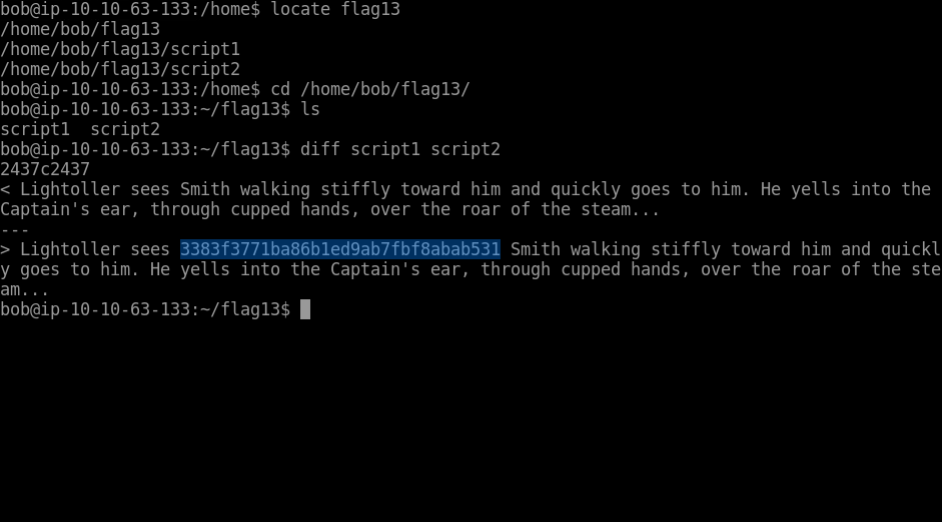 bob@ip-10-10-63-133:/home$ locate flag13
/home/bob/flag13
/home/bob/flag13/script1
/home/bob/flag13/script2
bob@ip-10-10-63-133:/home$ cd /home/bob/flag13/
bob@ip-10-10-63-133:~/flag13$ ls
script1  script2
bob@ip-10-10-63-133:~/flag13$ diff script1 script2
2437c2437
< Lightoller sees Smith walking stiffly toward him and quickly goes to him. He yells into the
Captain's ear, through cupped hands, over the roar of the steam...
---
> Lightoller sees 3383f3771ba86b1ed9ab7fbf8abab531 Smith walking stiffly toward him and quickl
y goes to him. He yells into the Captain's ear, through cupped hands, over the roar of the ste
am...
bob@ip-10-10-63-133:~/flag13$